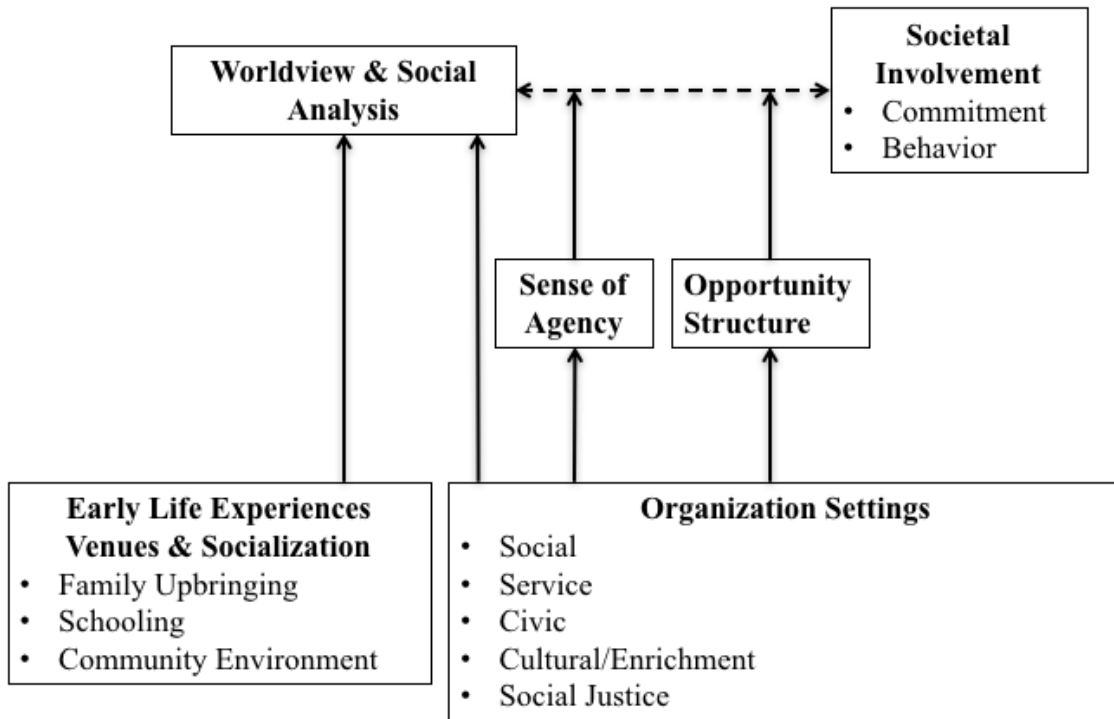 Worldview & Social
Analysis
Societal
Involvement
• Commitment
• Behavior
Sense of
Agency
Opportunity
Structure
Early Life Experiences
Venues & Socialization
• Family Upbringing
• Schooling
• Community Environment
Organization Settings
• Social
• Service
• Civic
• Cultural/Enrichment
• Social Justice